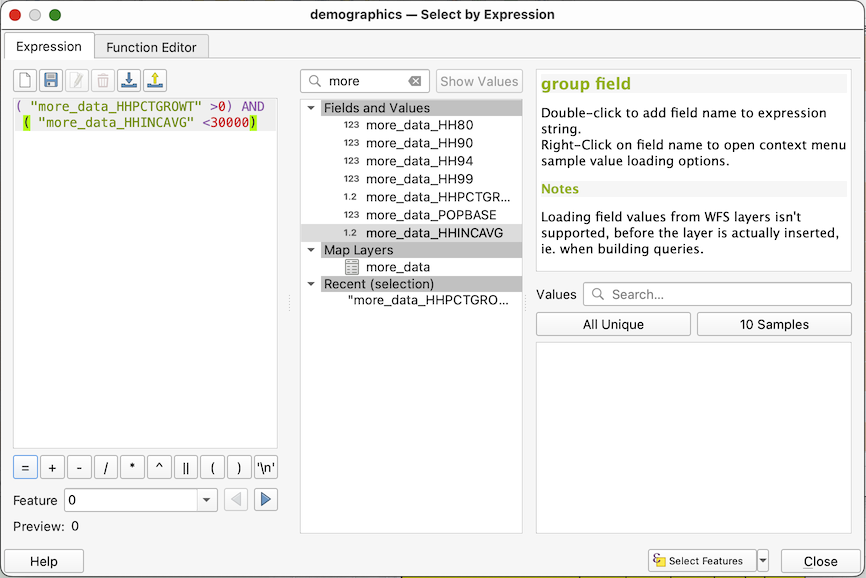 demographics — Select by Expression
Expression
Function Editor
( "more_data_HHPCTGROWT" >0) AND
( "more_data_HHINCAVG" <30000)
= + - / * ^ || ( ) '\n'
Feature 0
Preview: 0
more
Show Values
Fields and Values
123 more_data_HH80
123 more_data_HH90
123 more_data_HH94
123 more_data_HH99
1.2 more_data_HHPCTGR...
123 more_data_POPBASE
1.2 more_data_HHINCAVG
Map Layers
more_data
Recent (selection)
"more_data_HHPCTGRO...
group field
Double-click to add field name to expression
string.
Right-Click on field name to open context menu
sample value loading options.
Notes
Loading field values from WFS layers isn't
supported, before the layer is actually inserted,
ie. when building queries.
Values Search...
All Unique
10 Samples
Help
Select Features
Close